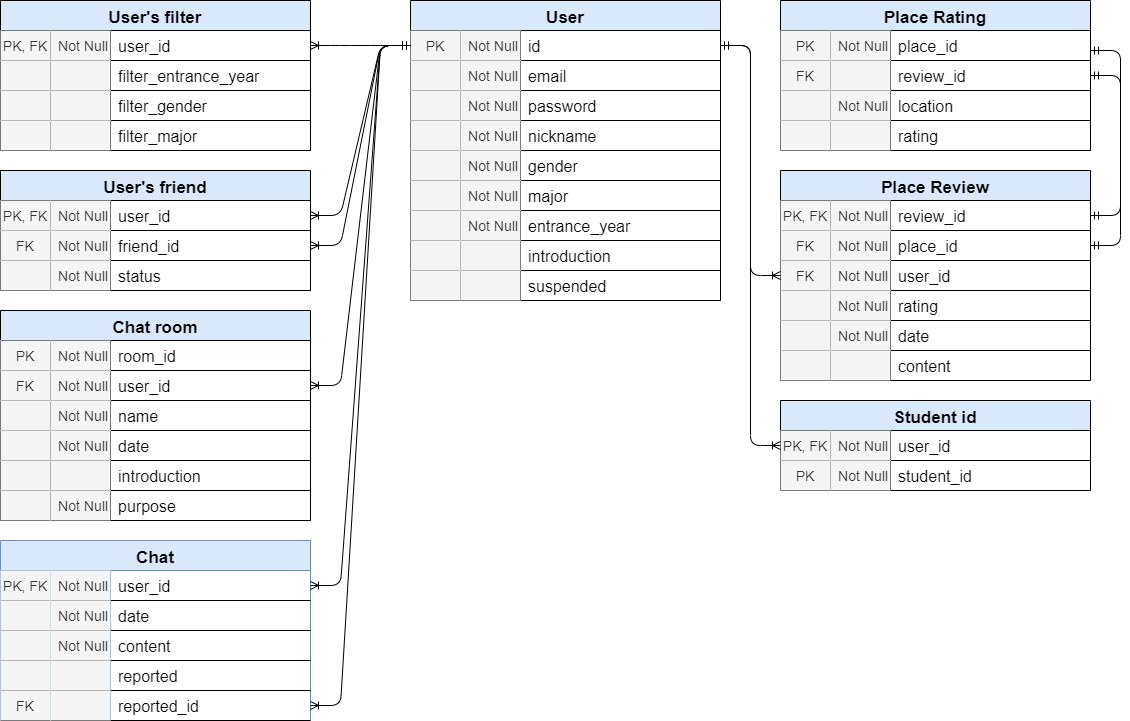 User's filter
PK, FK Not Null user_id
filter_entrance_year
filter_gender
filter_major
User's friend
PK, FK Not Null user_id
FK Not Null friend_id
Not Null status
Chat room
PK Not Null room_id
FK Not Null user_id
Not Null name
Not Null date
introduction
Not Null purpose
Chat
PK, FK Not Null user_id
Not Null date
Not Null content
reported
FK reported_id
User
PK Not Null id
Not Null email
Not Null password
Not Null nickname
Not Null gender
Not Null major
Not Null entrance_year
introduction
suspended
Place Rating
PK Not Null place_id
FK review_id
Not Null location
rating
Place Review
PK, FK Not Null review_id
FK Not Null place_id
FK Not Null user_id
Not Null rating
Not Null date
content
Student id
PK, FK Not Null user_id
PK Not Null student_id